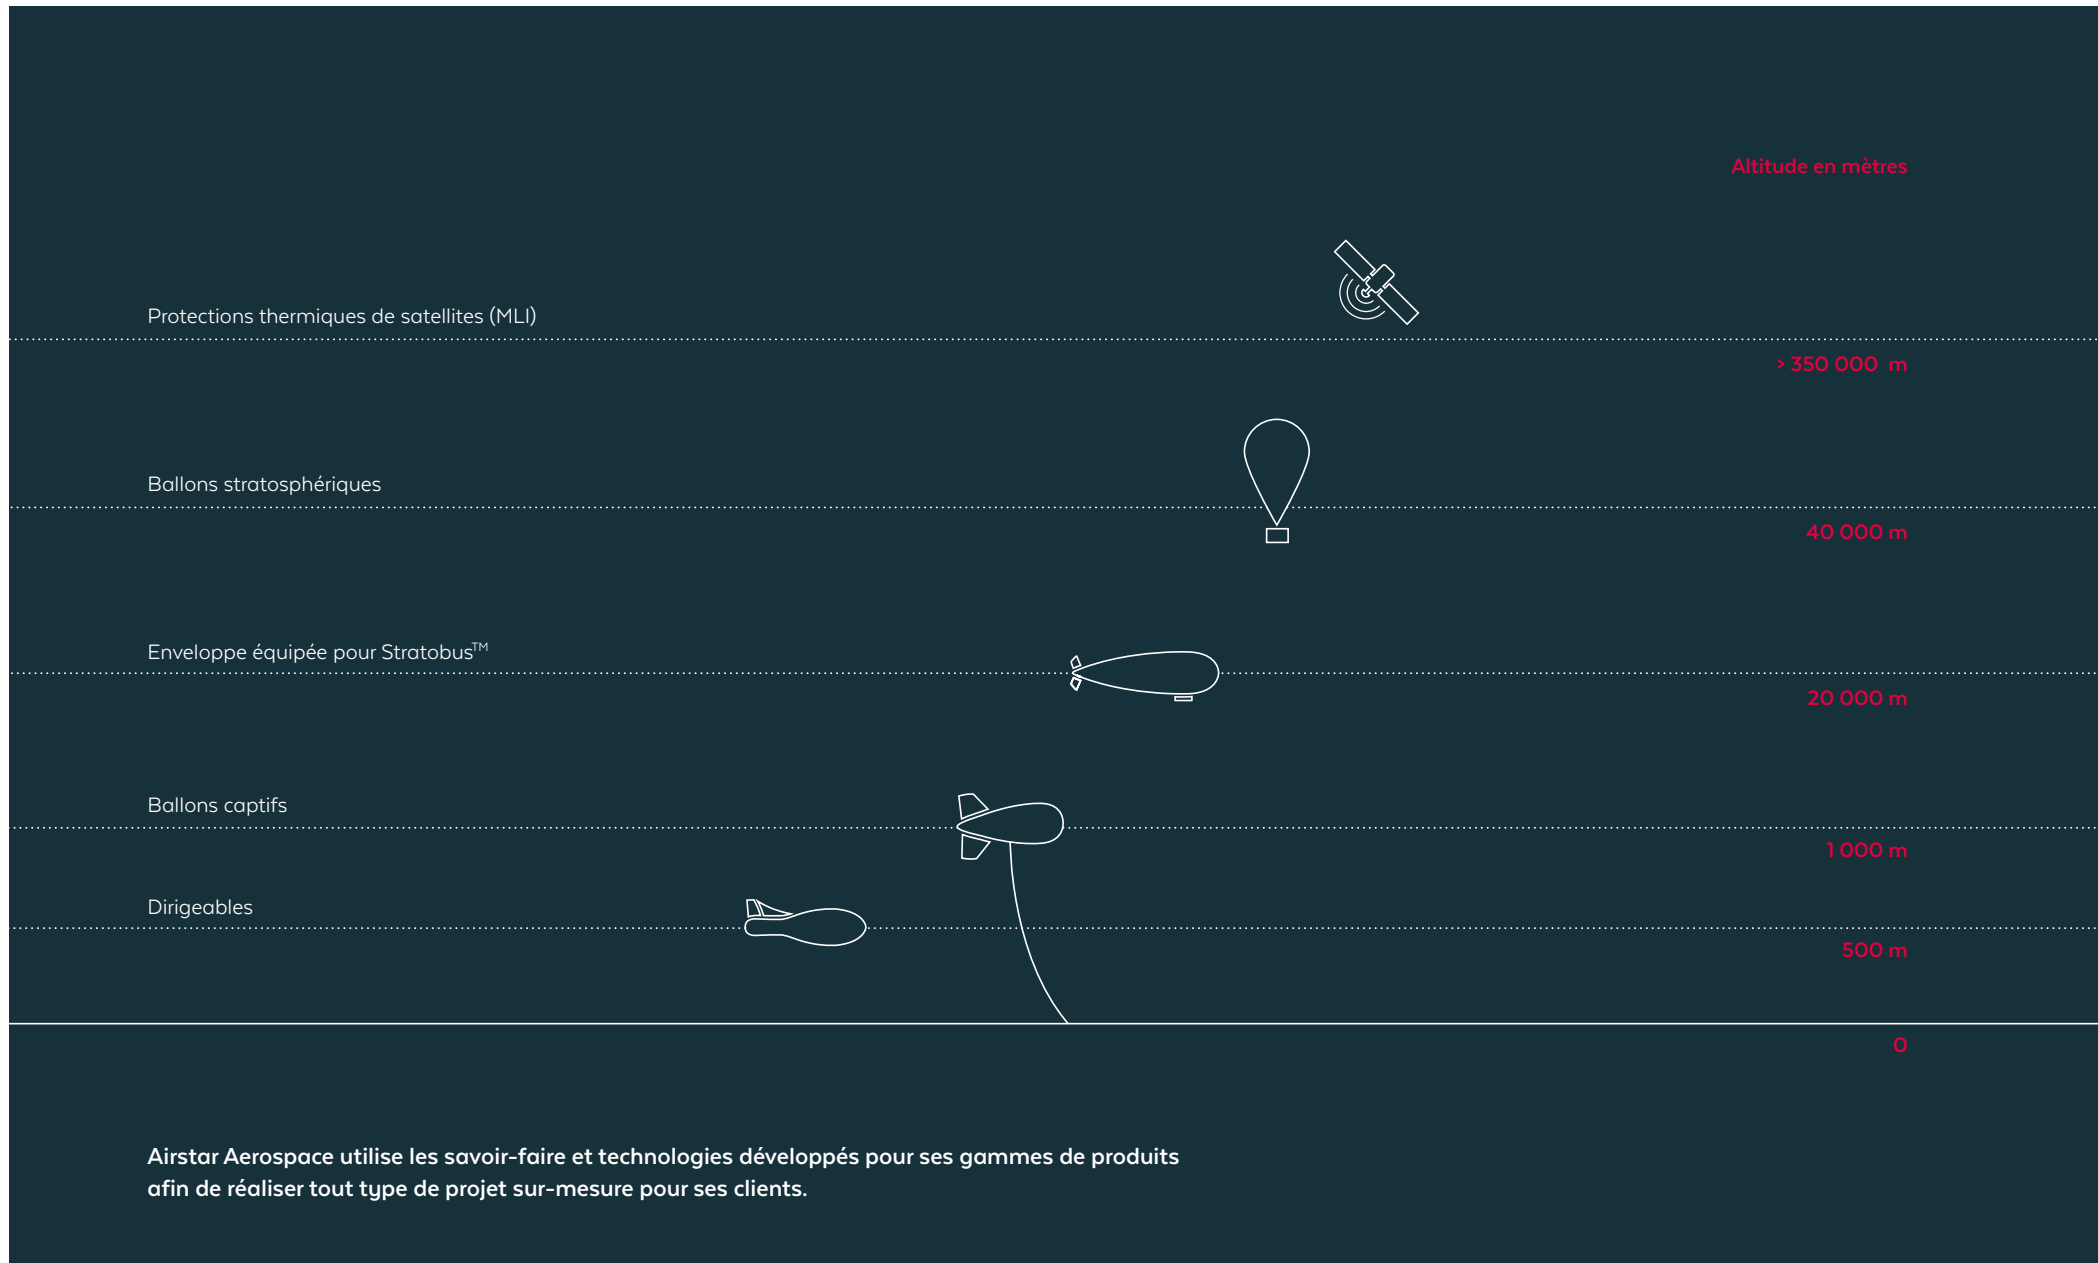 Altitude en mètres
Protections thermiques de satellites (MLI)
> 350 000 m
Ballons stratosphériques
40 000 m
Enveloppe équipée pour Stratobus™
20 000 m
Ballons captifs
1 000 m
Dirigeables
500 m
0
Airstar Aerospace utilise les savoir-faire et technologies développés pour ses gammes de produits
afin de réaliser tout type de projet sur-mesure pour ses clients.